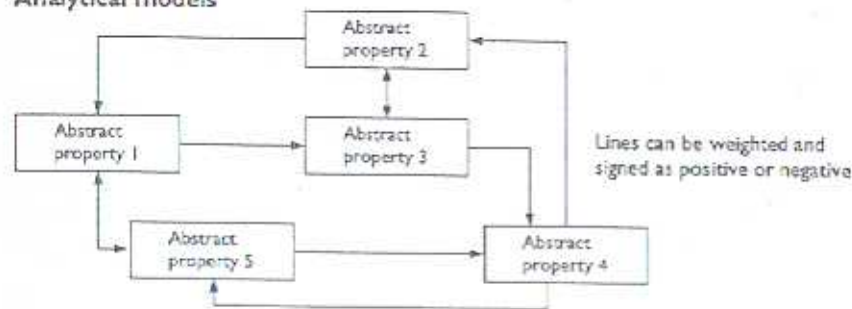 Analytical models
Abstract
property 2
Abstract
property 1
Abstract
property 3
Lines can be weighted and
signed as positive or negative
Abstract
property 5
Abstract
property 4